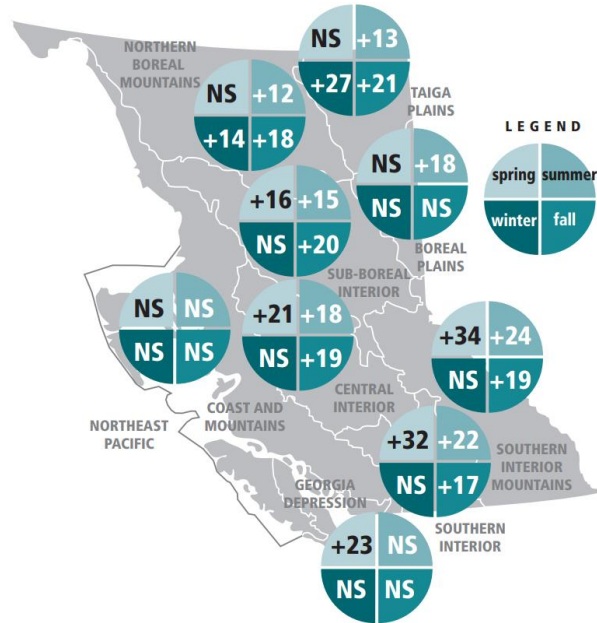 NORTHERN
BOREAL
MOUNTAINS
NS +13
+27 +21
TAIGA
PLAINS
NS +12
+14 +18
LEGEND
spring summer
winter fall
NS +18
NS NS
BOREAL
PLAINS
+16 +15
NS +20
SUB-BOREAL
INTERIOR
NS NS
NS NS
+21 +18
NS +19
+34 +24
NS +19
NORTHEAST
PACIFIC
COAST AND
MOUNTAINS
CENTRAL
INTERIOR
+32 +22
NS +17
SOUTHERN
INTERIOR
MOUNTAINS
GEORGIA
DEPRESSION
SOUTHERN
INTERIOR
+23 NS
NS NS